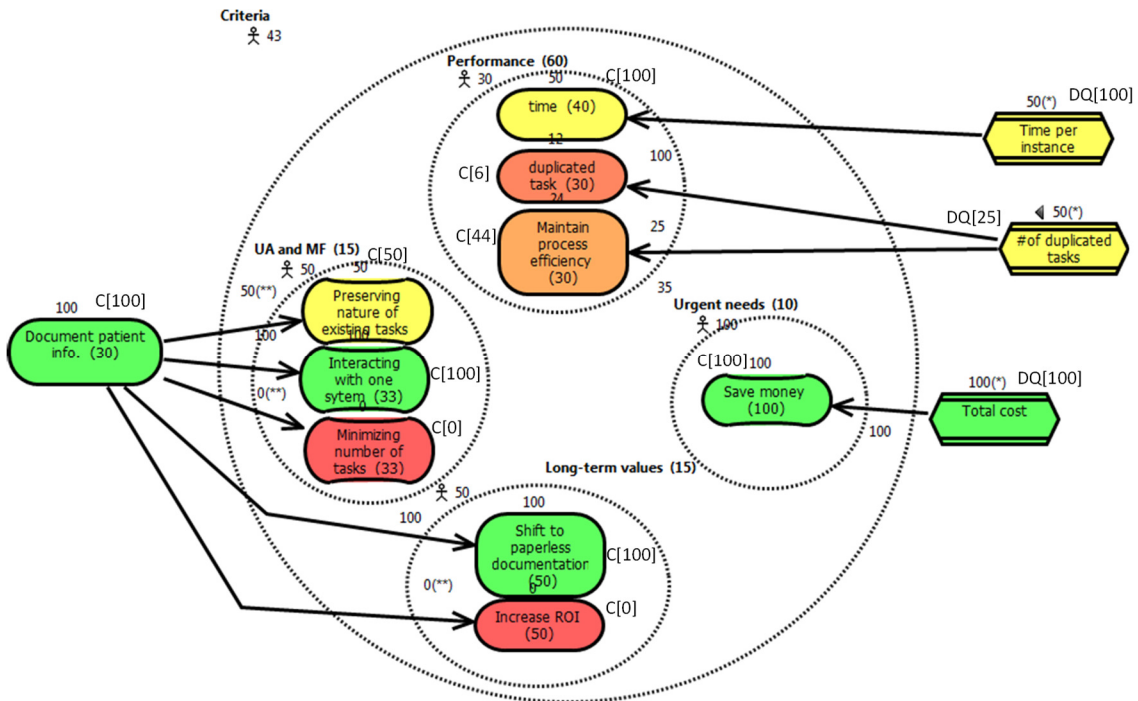 Criteria
43
Performance (60)
30
50
C[100]
time (40)
12
C[6]
duplicated
task (30)
24
C[44]
Maintain
process
efficiency
(30)
100
25
35
50(*)
DQ[100]
Time per
instance
DQ[25]
50(*)
#of duplicated
tasks
UA and MF (15)
50
50
C[50]
50(**)
Preserving
nature of
existing tasks
100
100
Interacting
with one
sytem (33)
C[100]
0(**)
0
Minimizing
number of
tasks (33)
C[0]
100
C[100]
Document patient
info. (30)
Urgent needs (10)
100
C[100]
100
Save money
(100)
100
100(*)
DQ[100]
Total cost
Long-term values (15)
50
100
100
Shift to
paperless
documentation
(50)
C[100]
0(**)
0
Increase ROI
(50)
C[0]